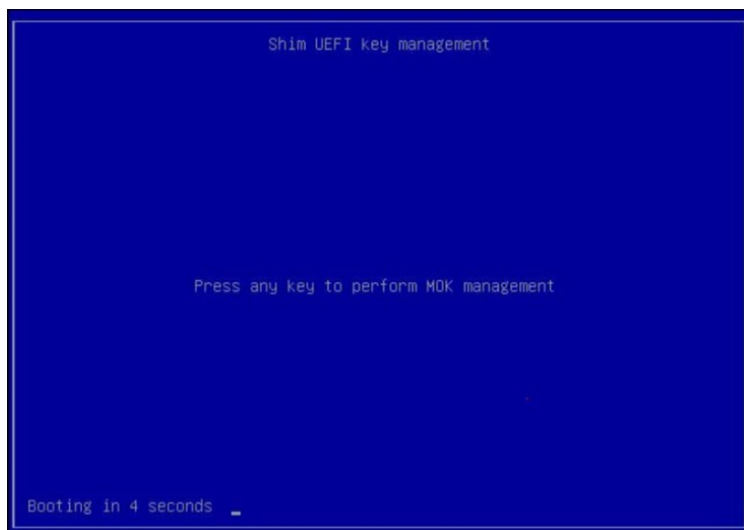 Shim UEFI key management
Press any key to perform MOK management
Booting in 4 seconds _